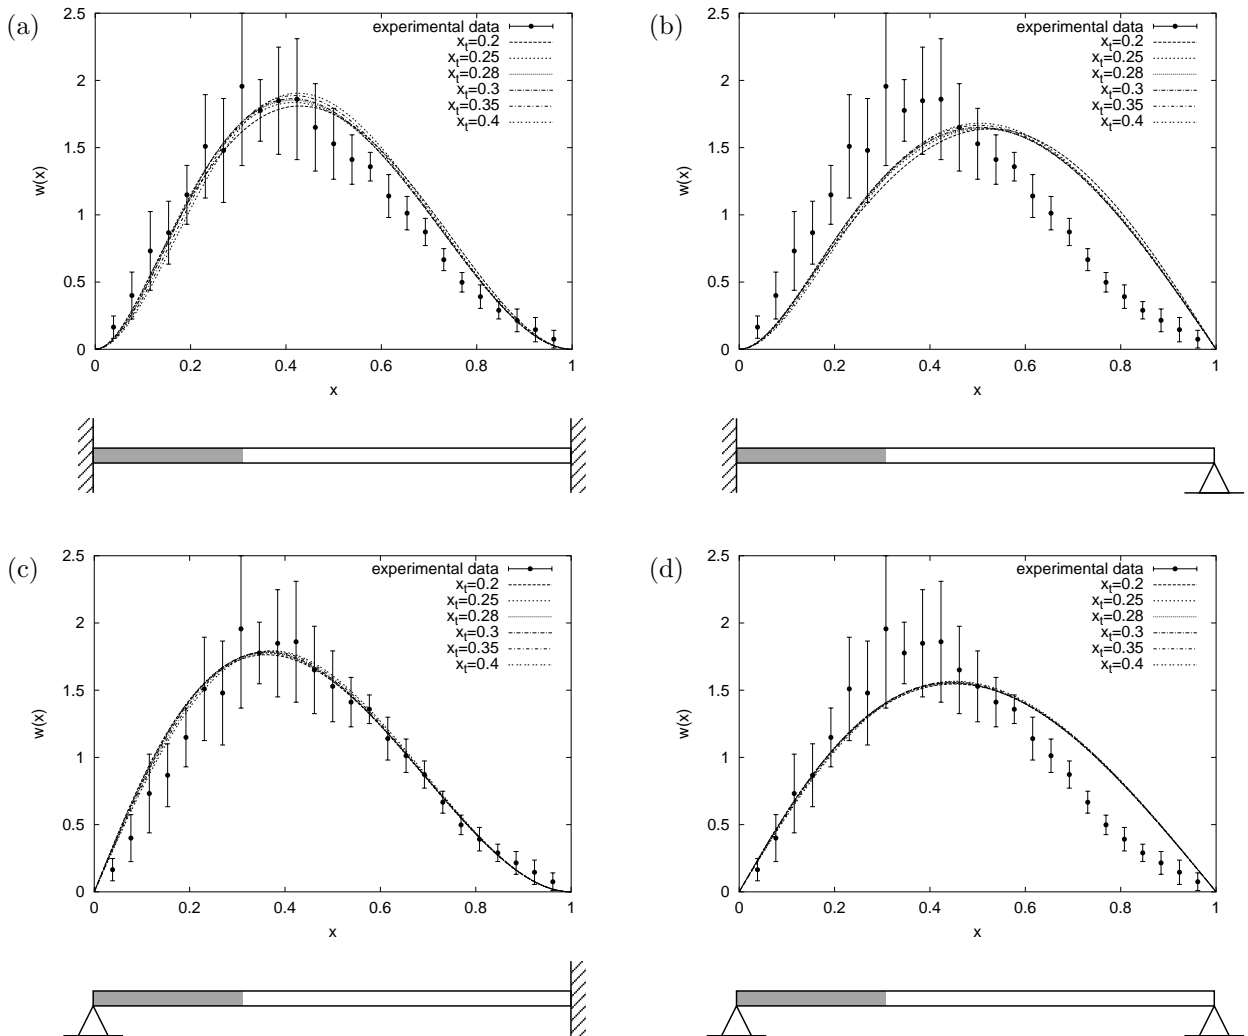 (a)
2.5
2
1.5
1
0.5
0
w(x)
0
0.2
0.4
0.6
0.8
1
x
experimental data
x_t=0.2
x_t=0.25
x_t=0.28
x_t=0.3
x_t=0.35
x_t=0.4
(b)
2.5
2
1.5
1
0.5
0
w(x)
0
0.2
0.4
0.6
0.8
1
x
experimental data
x_t=0.2
x_t=0.25
x_t=0.28
x_t=0.3
x_t=0.35
x_t=0.4
(c)
2.5
2
1.5
1
0.5
0
w(x)
0
0.2
0.4
0.6
0.8
1
x
experimental data
x_t=0.2
x_t=0.25
x_t=0.28
x_t=0.3
x_t=0.35
x_t=0.4
(d)
2.5
2
1.5
1
0.5
0
w(x)
0
0.2
0.4
0.6
0.8
1
x
experimental data
x_t=0.2
x_t=0.25
x_t=0.28
x_t=0.3
x_t=0.35
x_t=0.4